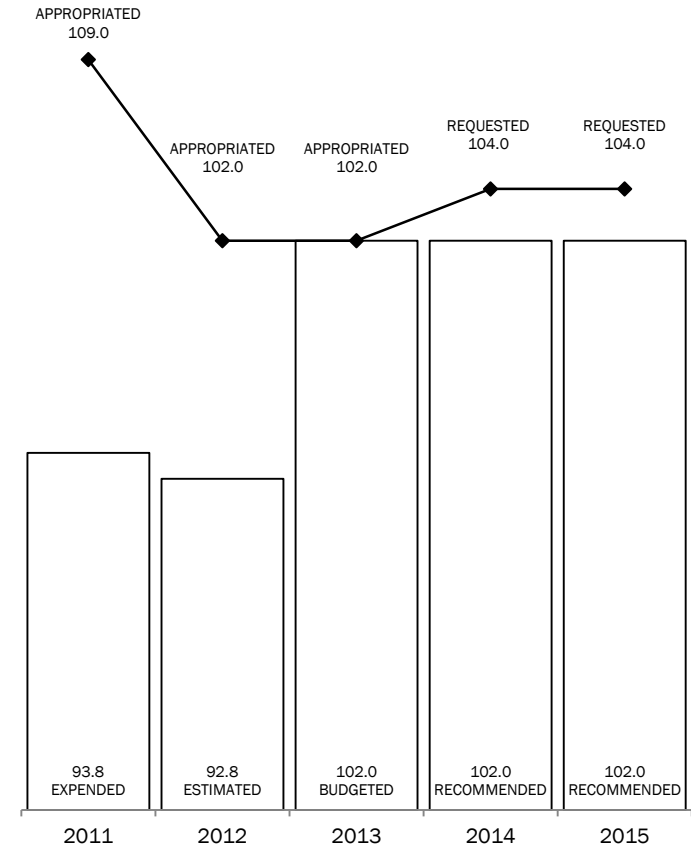 APPROPRIATED
109.0
APPROPRIATED
102.0
APPROPRIATED
102.0
REQUESTED
104.0
REQUESTED
104.0
93.8
EXPENDED
92.8
ESTIMATED
102.0
BUDGETED
102.0
RECOMMENDED
102.0
RECOMMENDED
2011
2012
2013
2014
2015